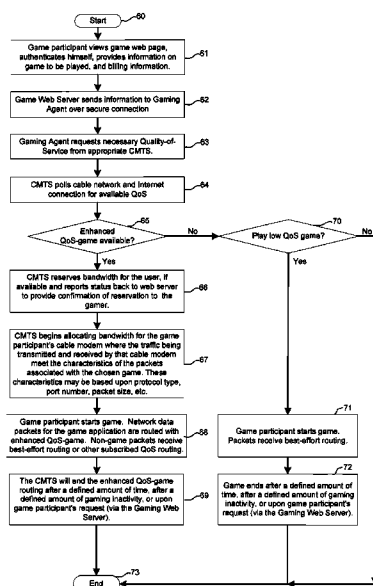 Start
60
Game participant views game web page,
authenticates himself, provides information on
game to be played, and billing information.
61
Game Web Server sends information to Gaming
Agent over secure connection
62
Gaming Agent requests necessary Quality-of-
Service from appropriate CMTS.
63
CMTS polls cable network and Internet
connection for available QoS
64
Enhanced
QoS-game available?
65
No
Play low QoS game?
70
No
Yes
Yes
CMTS reserves bandwidth for the user, if
available and reports status back to web server
to provide confirmation of reservation to the
gamer.
66
CMTS begins allocating bandwidth for the game
participant's cable modem where the traffic being
transmitted and received by that cable modem
meet the characteristics of the packets
associated with the chosen game. These
characteristics may be based upon protocol type,
port number, packet size, etc.
67
Game participant starts game. Network data
packets for the game application are routed with
enhanced QoS-game. Non-game packets receive
best-effort routing or other subscribed QoS routing.
68
Game participant starts game.
Packets receive best-effort routing.
71
The CMTS will end the enhanced QoS-game
routing after a defined amount of time, after a
defined amount of gaming inactivity, or upon
game participant's request (via the Gaming Web
Server).
69
Game ends after a defined amount of
time, after a defined amount of gaming
inactivity, or upon game participant's
request (via the Gaming Web Server).
72
End
73